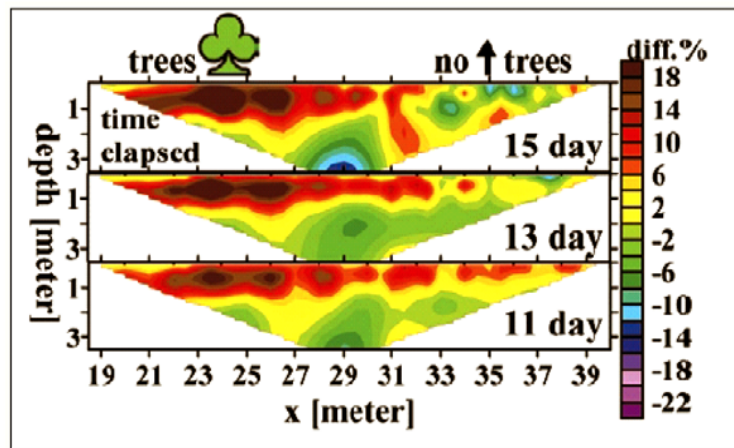 trees no trees diff.%
18
14
10
6
2
-2
-6
-10
-14
-18
-22
depth [meter]
1
3
time
elapsed
15 day
1
3
13 day
1
3
11 day
19 21 23 25 27 29 31 33 35 37 39
x [meter]